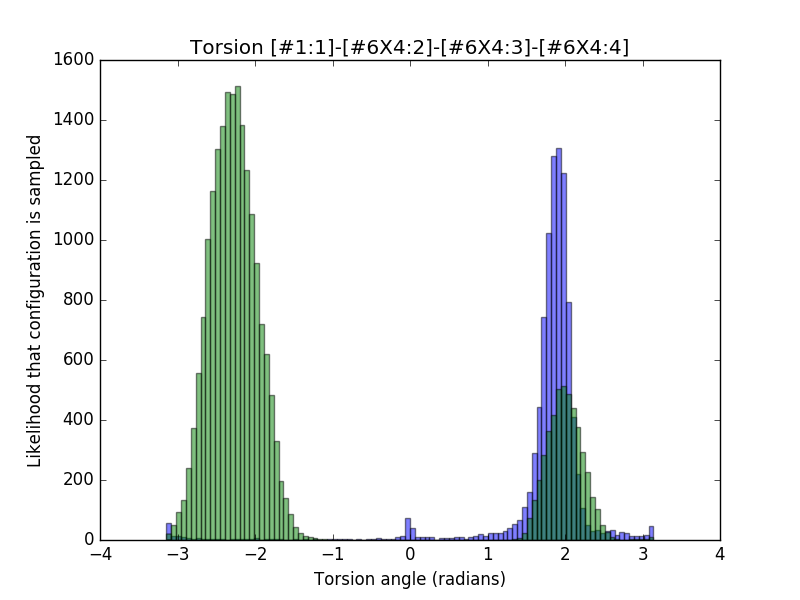 Torsion [#1:1]-[#6X4:2]-[#6X4:3]-[#6X4:4]
1600
1400
1200
1000
800
600
400
200
0
Likelihood that configuration is sampled
−4 −3 −2 −1 0 1 2 3 4
Torsion angle (radians)